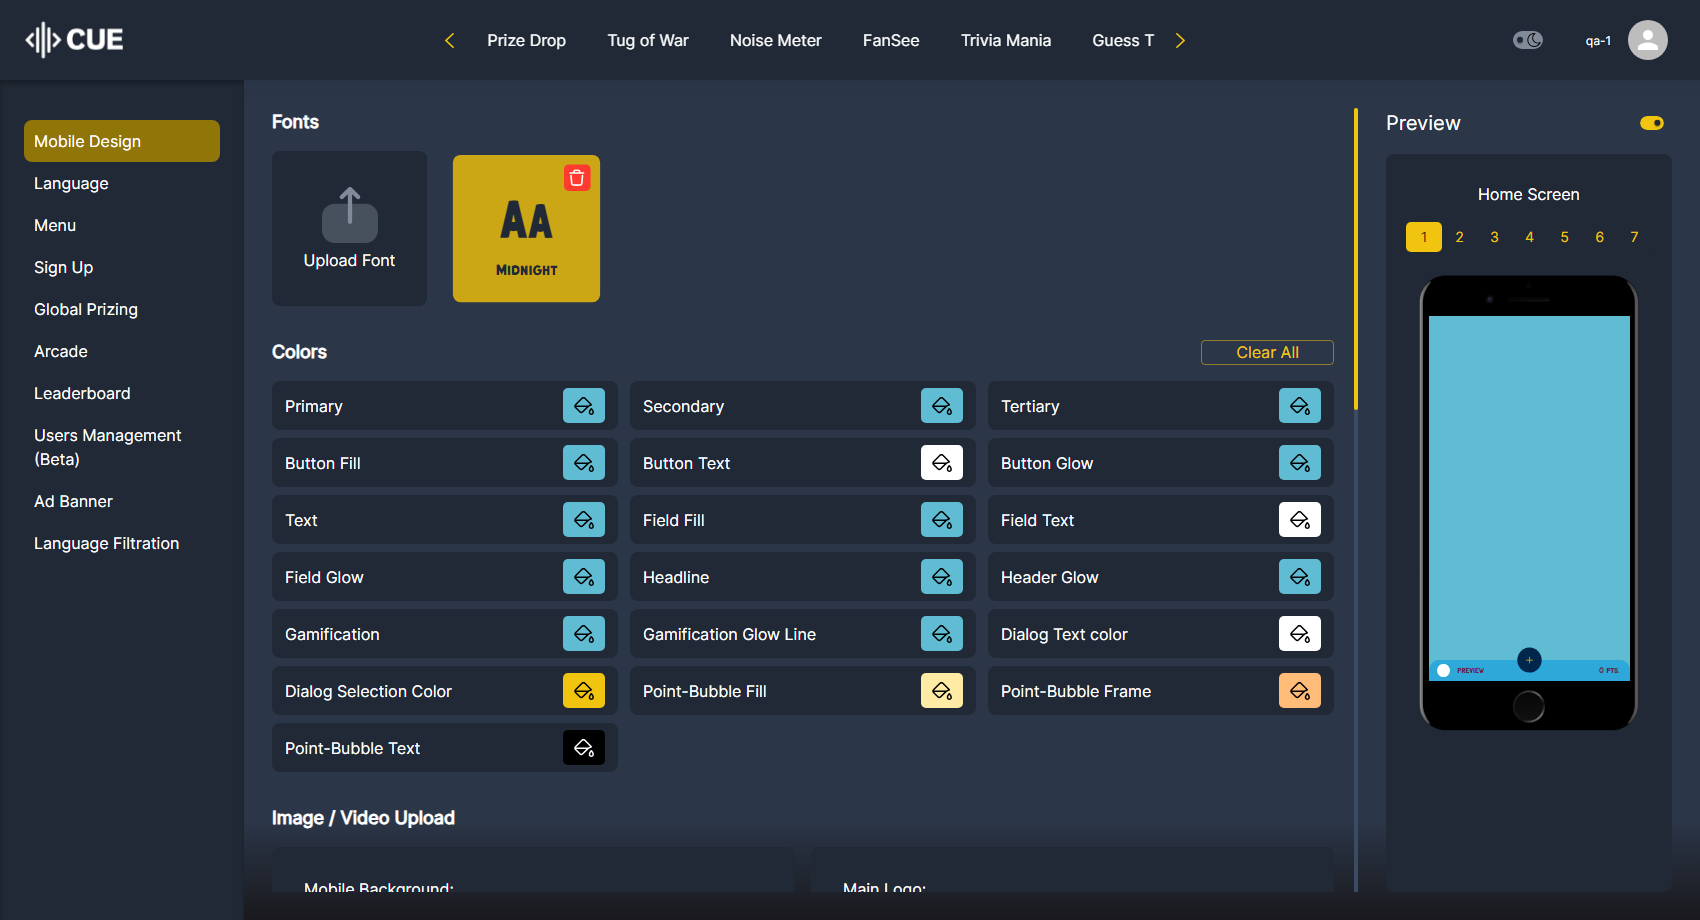 CUE
Prize Drop
Tug of War
Noise Meter
FanSee
Trivia Mania
Guess T
qa-1
Mobile Design
Language
Menu
Sign Up
Global Prizing
Arcade
Leaderboard
Users Management
(Beta)
Ad Banner
Language Filtration
Fonts
Upload Font
AA
MIDNIGHT
Colors
Clear All
Primary
Secondary
Tertiary
Button Fill
Button Text
Button Glow
Text
Field Fill
Field Text
Field Glow
Headline
Header Glow
Gamification
Gamification Glow Line
Dialog Text color
Dialog Selection Color
Point-Bubble Fill
Point-Bubble Frame
Point-Bubble Text
Image / Video Upload
Mobile Background:
Main Logo:
Preview
Home Screen
1 2 3 4 5 6 7
+
PREVIEW
0 PTS